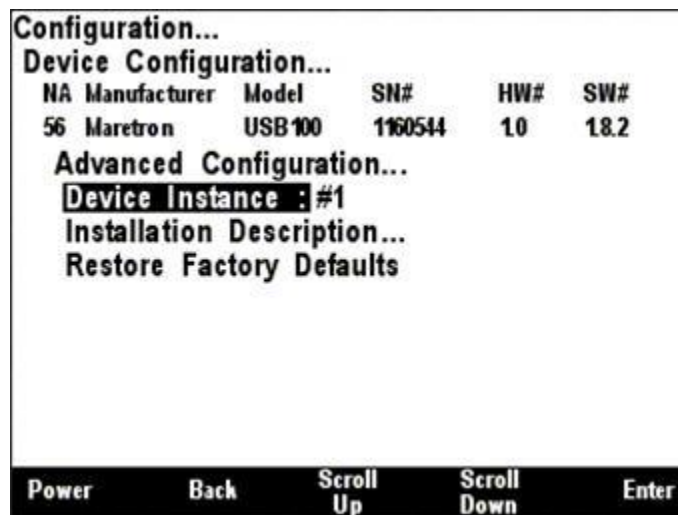 Configuration...
Device Configuration...
NA Manufacturer Model SN# HW# SW#
56 Maretron USB100 1160544 1.0 1.8.2
Advanced Configuration...
Device Instance : #1
Installation Description...
Restore Factory Defaults
Power Back Scroll Up Scroll Down Enter